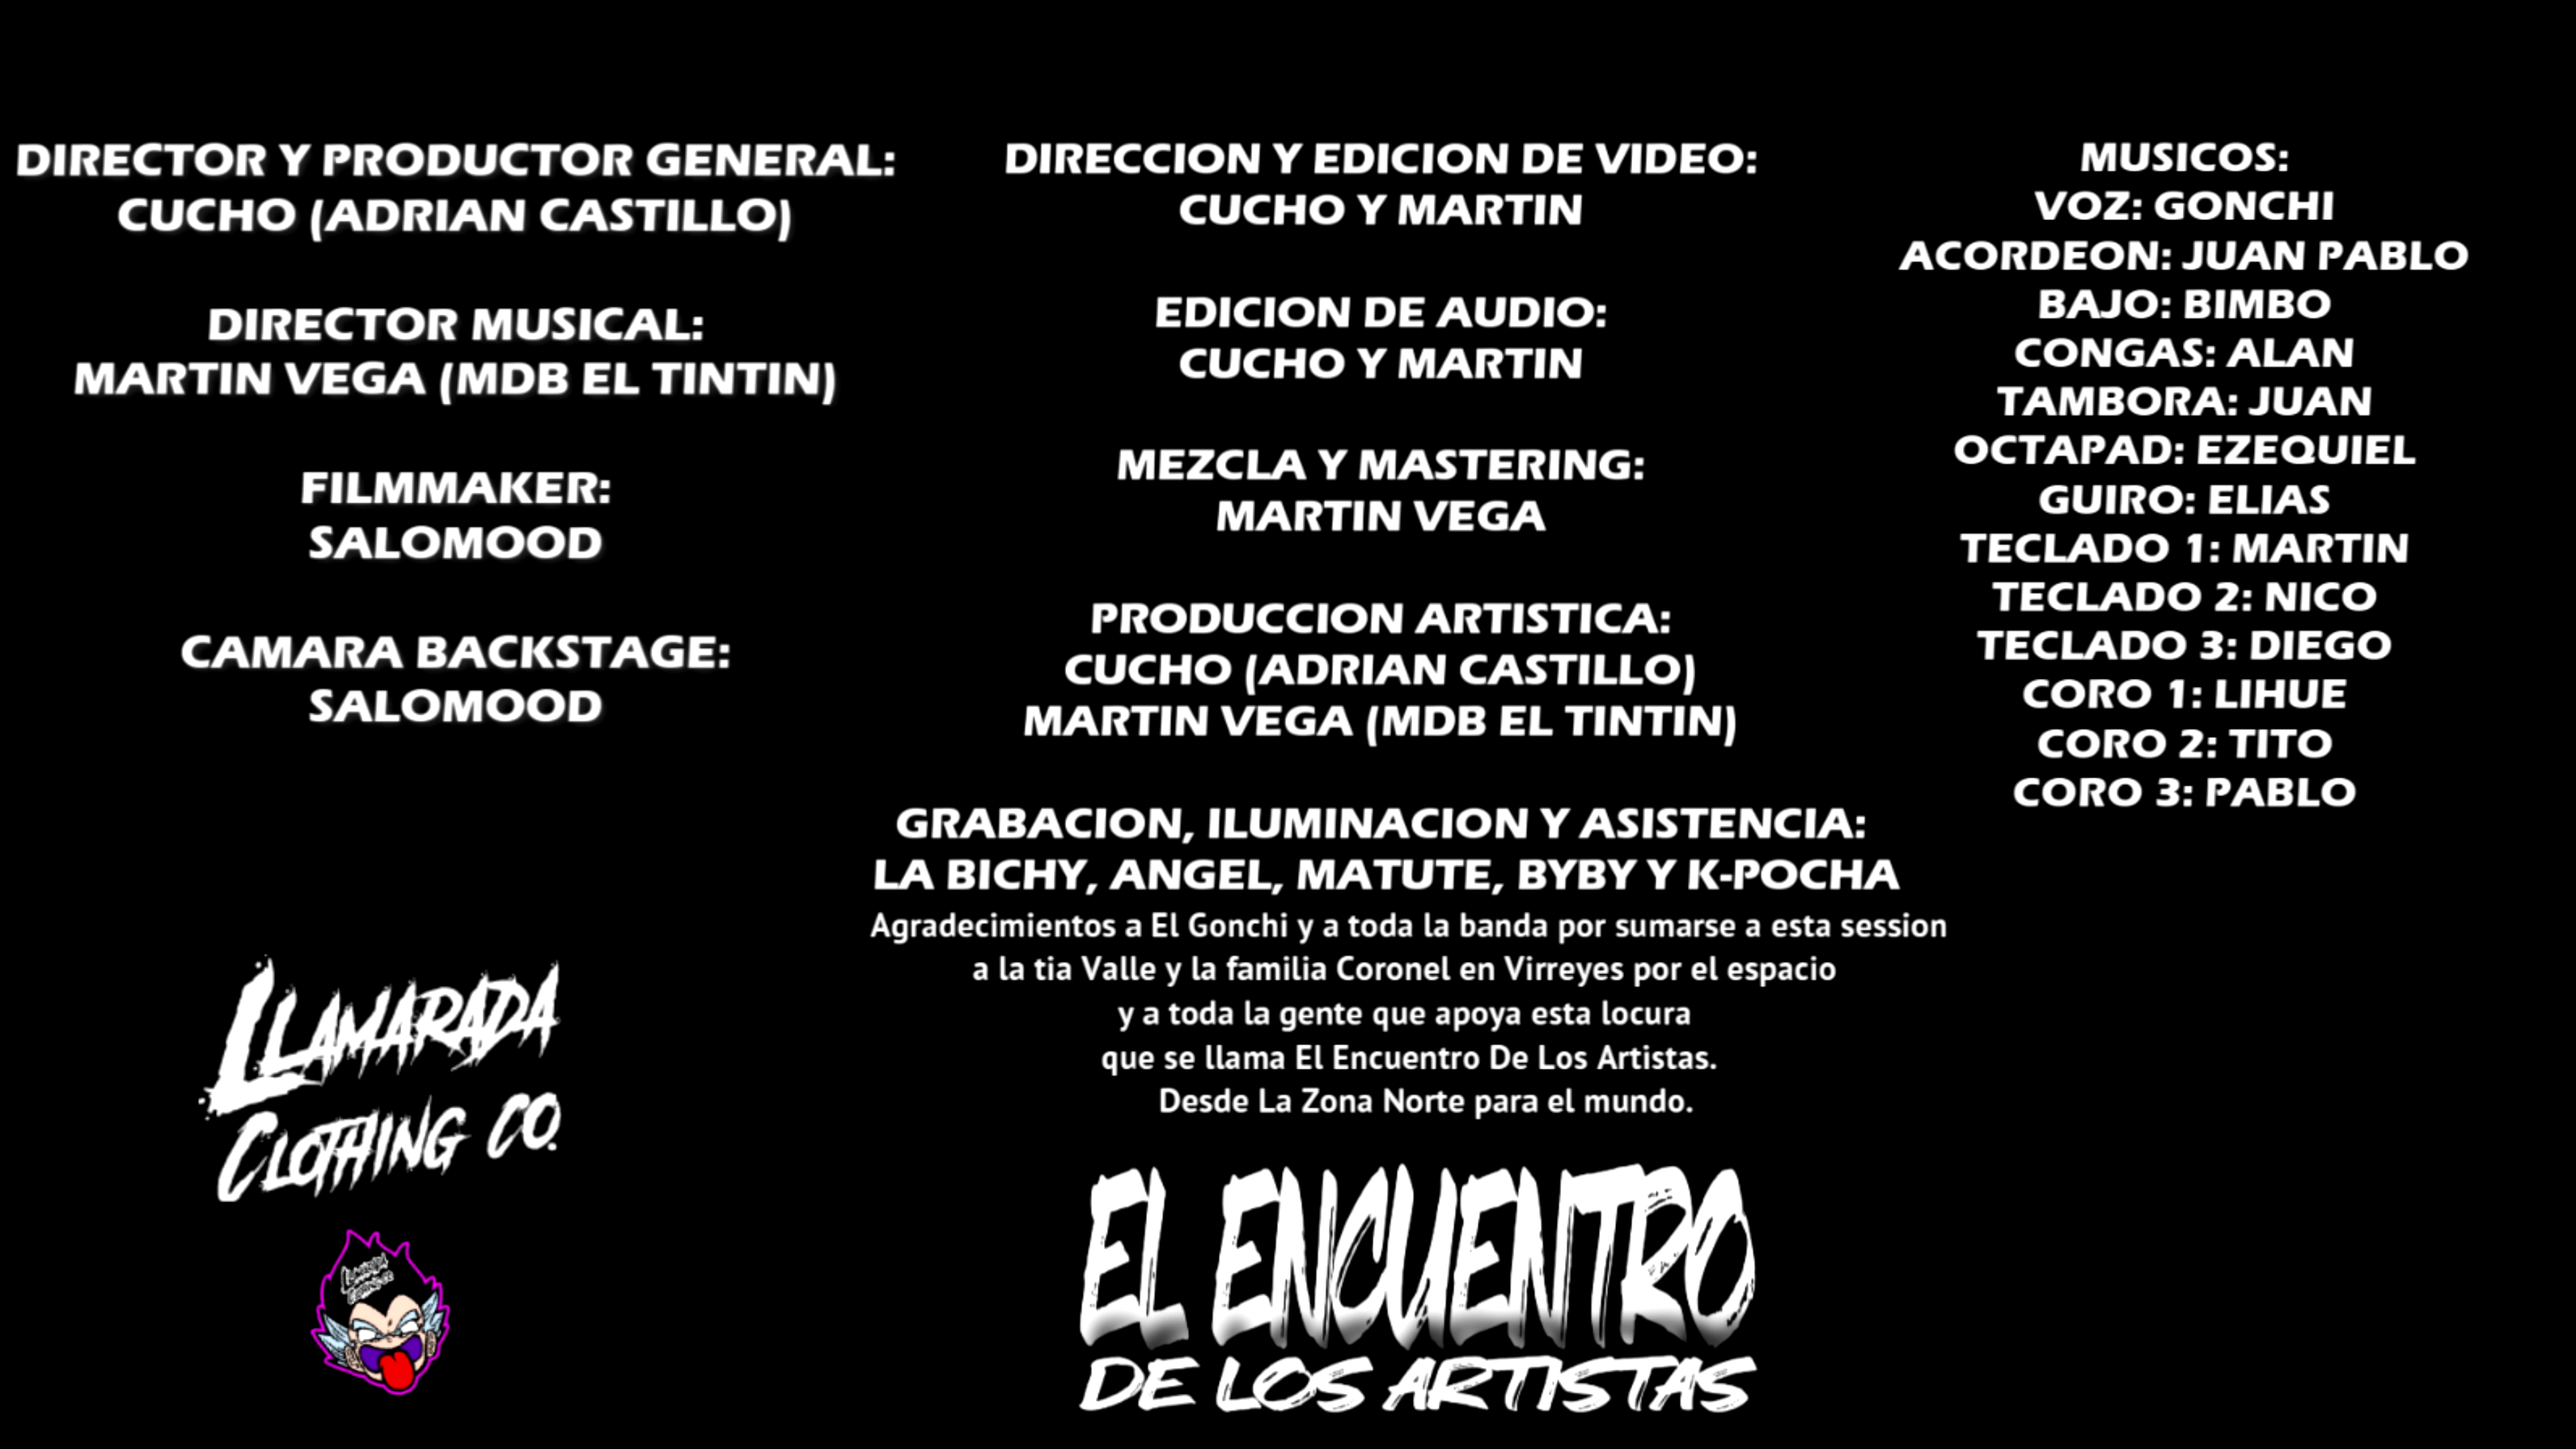 DIRECTOR Y PRODUCTOR GENERAL:
CUCHO (ADRIAN CASTILLO)
DIRECTOR MUSICAL:
MARTIN VEGA (MDB EL TINTIN)
FILMMAKER:
SALOMOOD
CAMARA BACKSTAGE:
SALOMOOD
LLAMARADA
CLOTHING CO.
LLAMARADA
CLOTHING CO
DIRECCION Y EDICION DE VIDEO:
CUCHO Y MARTIN
EDICION DE AUDIO:
CUCHO Y MARTIN
MEZCLA Y MASTERING:
MARTIN VEGA
PRODUCCION ARTISTICA:
CUCHO (ADRIAN CASTILLO)
MARTIN VEGA (MDB EL TINTIN)
GRABACION, ILUMINACION Y ASISTENCIA:
LA BICHY, ANGEL, MATUTE, BYBY Y K-POCHA
Agradecimientos a El Gonchi y a toda la banda por sumarse a esta session
a la tia Valle y la familia Coronel en Virreyes por el espacio
y a toda la gente que apoya esta locura
que se llama El Encuentro De Los Artistas.
Desde La Zona Norte para el mundo.
EL ENCUENTRO
DE LOS ARTISTAS
MUSICOS:
VOZ: GONCHI
ACORDEON: JUAN PABLO
BAJO: BIMBO
CONGAS: ALAN
TAMBORA: JUAN
OCTAPAD: EZEQUIEL
GUIRO: ELIAS
TECLADO 1: MARTIN
TECLADO 2: NICO
TECLADO 3: DIEGO
CORO 1: LIHUE
CORO 2: TITO
CORO 3: PABLO